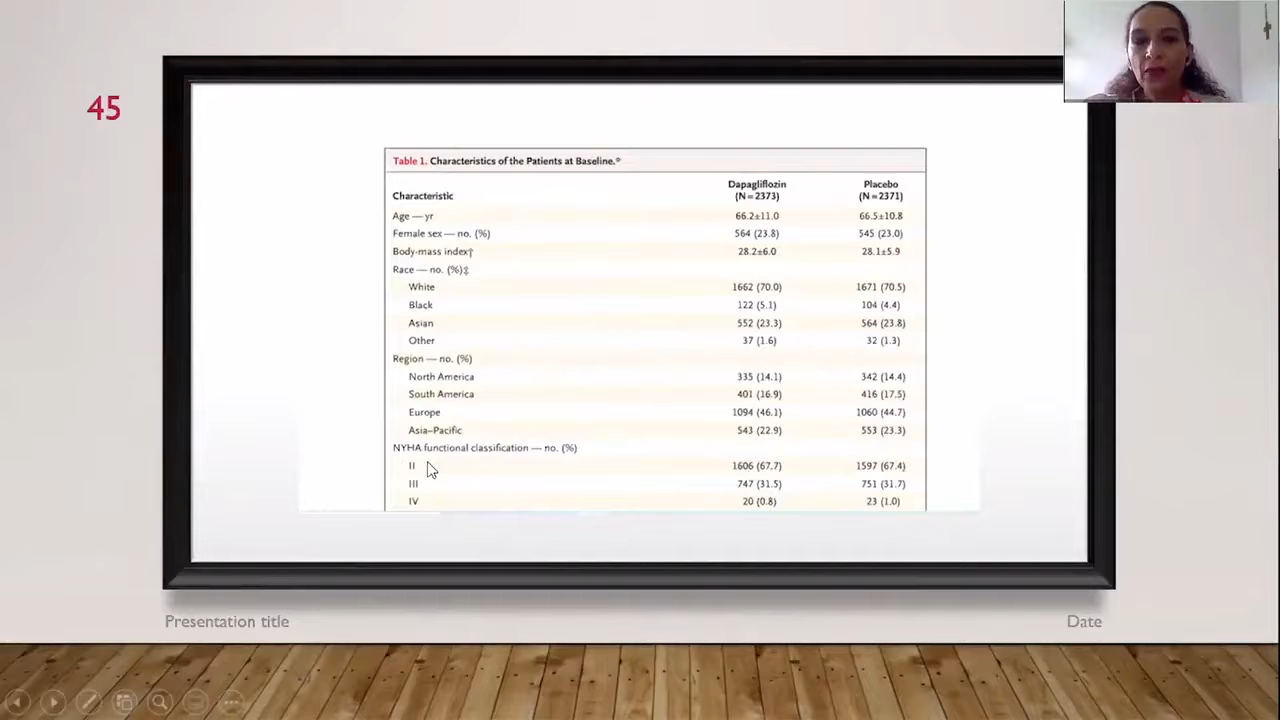 45
Table 1. Characteristics of the Patients at Baseline.*
Characteristic Dapagliflozin (N=2373) Placebo (N=2371)
Age — yr 66.2±11.0 66.5±10.8
Female sex — no. (%) 564 (23.8) 545 (23.0)
Body-mass index† 28.2±6.0 28.1±5.9
Race — no. (%)‡
White 1662 (70.0) 1671 (70.5)
Black 122 (5.1) 104 (4.4)
Asian 552 (23.3) 564 (23.8)
Other 37 (1.6) 32 (1.3)
Region — no. (%)
North America 335 (14.1) 342 (14.4)
South America 401 (16.9) 416 (17.5)
Europe 1094 (46.1) 1060 (44.7)
Asia–Pacific 543 (22.9) 553 (23.3)
NYHA functional classification — no. (%)
II 1606 (67.7) 1597 (67.4)
III 747 (31.5) 751 (31.7)
IV 20 (0.8) 23 (1.0)
Presentation title Date